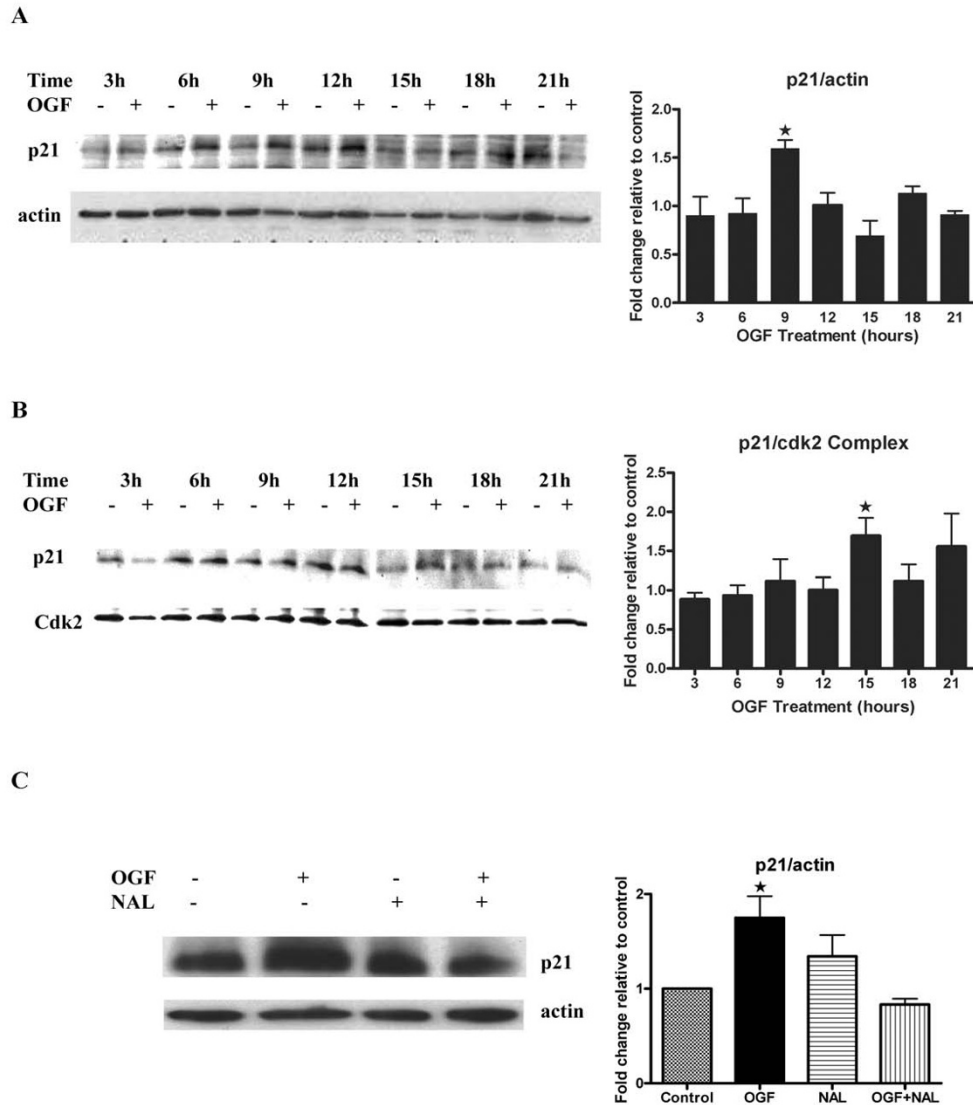 A
Time 3h 6h 9h 12h 15h 18h 21h
OGF - + - + - + - + - + - + - +
p21
actin
p21/actin
Fold change relative to control
2.0
1.5
1.0
0.5
0.0
3 6 9 12 15 18 21
OGF Treatment (hours)
B
Time 3h 6h 9h 12h 15h 18h 21h
OGF - + - + - + - + - + - + - +
p21
Cdk2
p21/cdk2 Complex
Fold change relative to control
2.5
2.0
1.5
1.0
0.5
0.0
3 6 9 12 15 18 21
OGF Treatment (hours)
C
OGF - + - +
NAL - - + +
p21
actin
p21/actin
Fold change relative to control
2
1
0
Control OGF NAL OGF+NAL